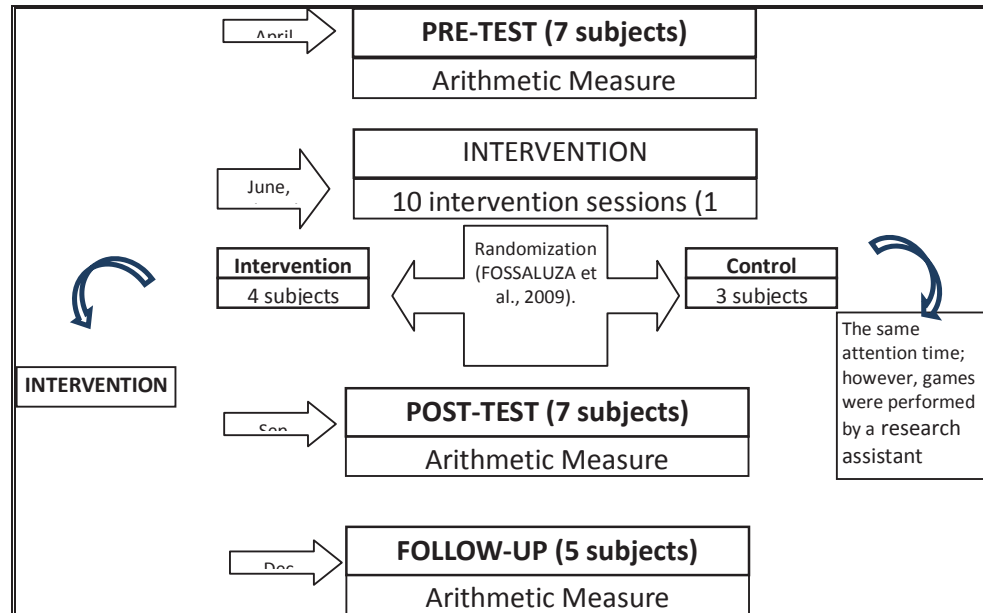 April
PRE-TEST (7 subjects)
Arithmetic Measure
INTERVENTION
June,
10 intervention sessions (1
Randomization
(FOSSALUZA et
al., 2009).
Intervention
4 subjects
Control
3 subjects
The same
attention time;
however, games
were performed
by a research
assistant
INTERVENTION
POST-TEST (7 subjects)
Sep
Arithmetic Measure
FOLLOW-UP (5 subjects)
Dec
Arithmetic Measure